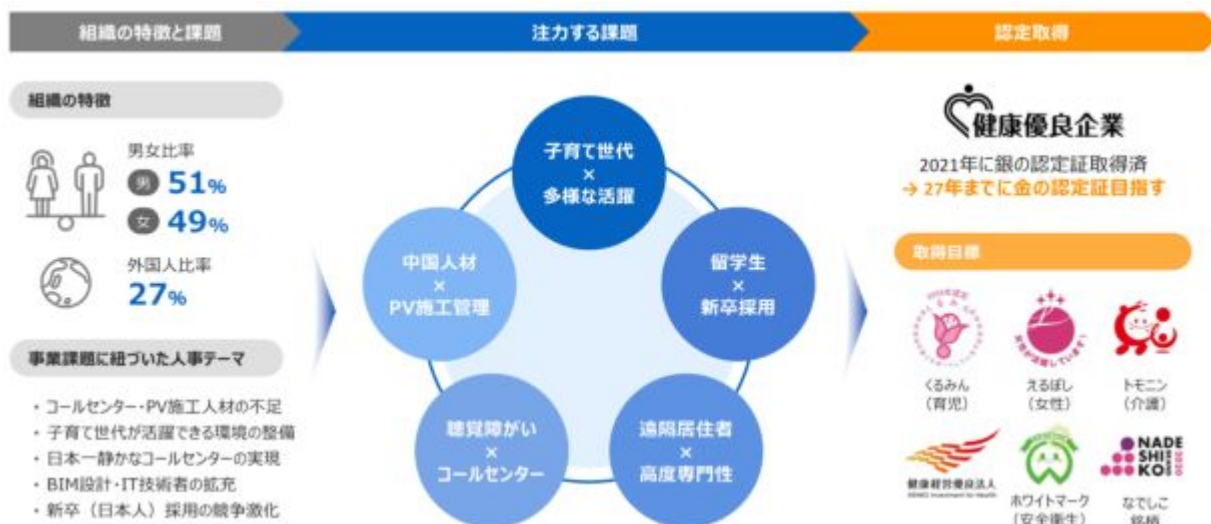 組織の特徴と課題
注力する課題
認定取得
組織の特徴
男女比率
男 51%
女 49%
外国人比率
27%
事業課題に紐づいた人事テーマ
・コールセンター・PV施工人材の不足
・子育て世代が活躍できる環境の整備
・日本一静かなコールセンターの実現
・BIM設計・IT技術者の拡充
・新卒（日本人）採用の競争激化
子育て世代
×
多様な活躍
中国人材
×
PV施工管理
留学生
×
新卒採用
聴覚障がい
×
コールセンター
遠隔居住者
×
高度専門性
健康優良企業
2021年に銀の認定証取得済
→ 27年までに金の認定証目指す
取得目標
くるみん
（育児）
女性が活躍しています！
えるぼし
（女性）
トモニン
（介護）
健康経営優良法人
ホワイトマーク
（安全衛生）
NADE
SHI
KO
なでしこ
銘柄